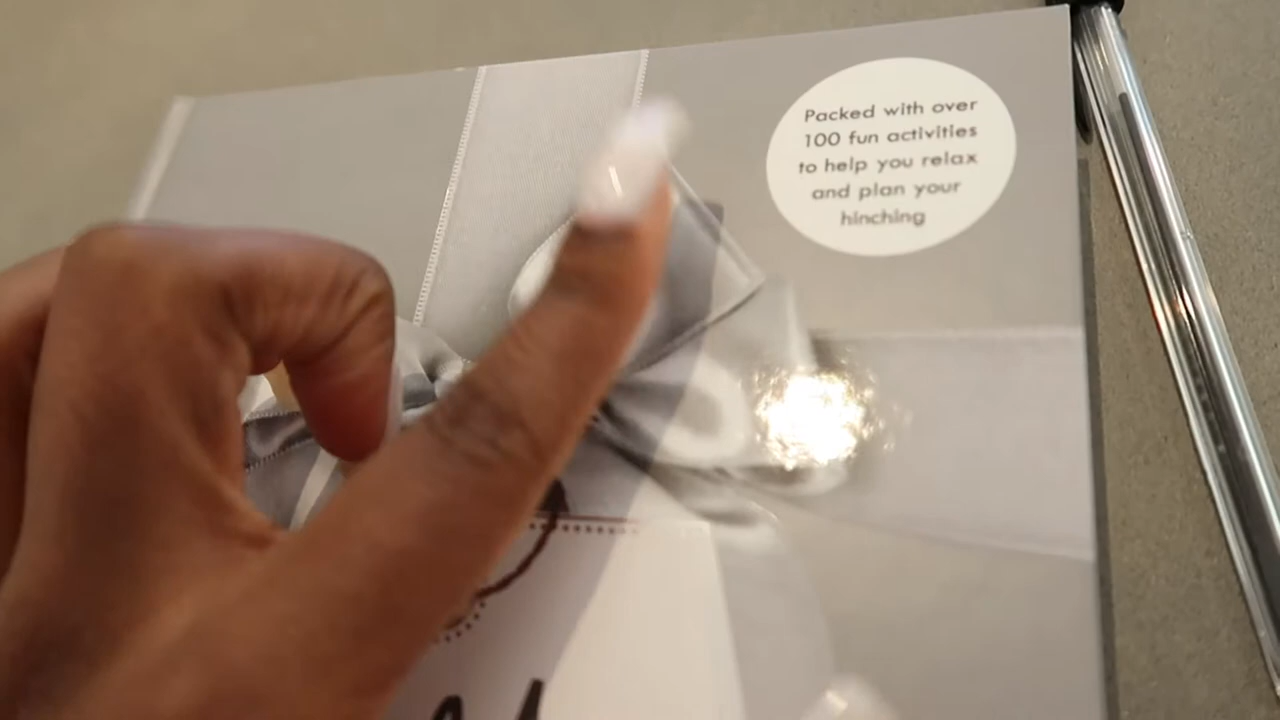 Packed with over
100 fun activities
to help you relax
and plan your
hinching